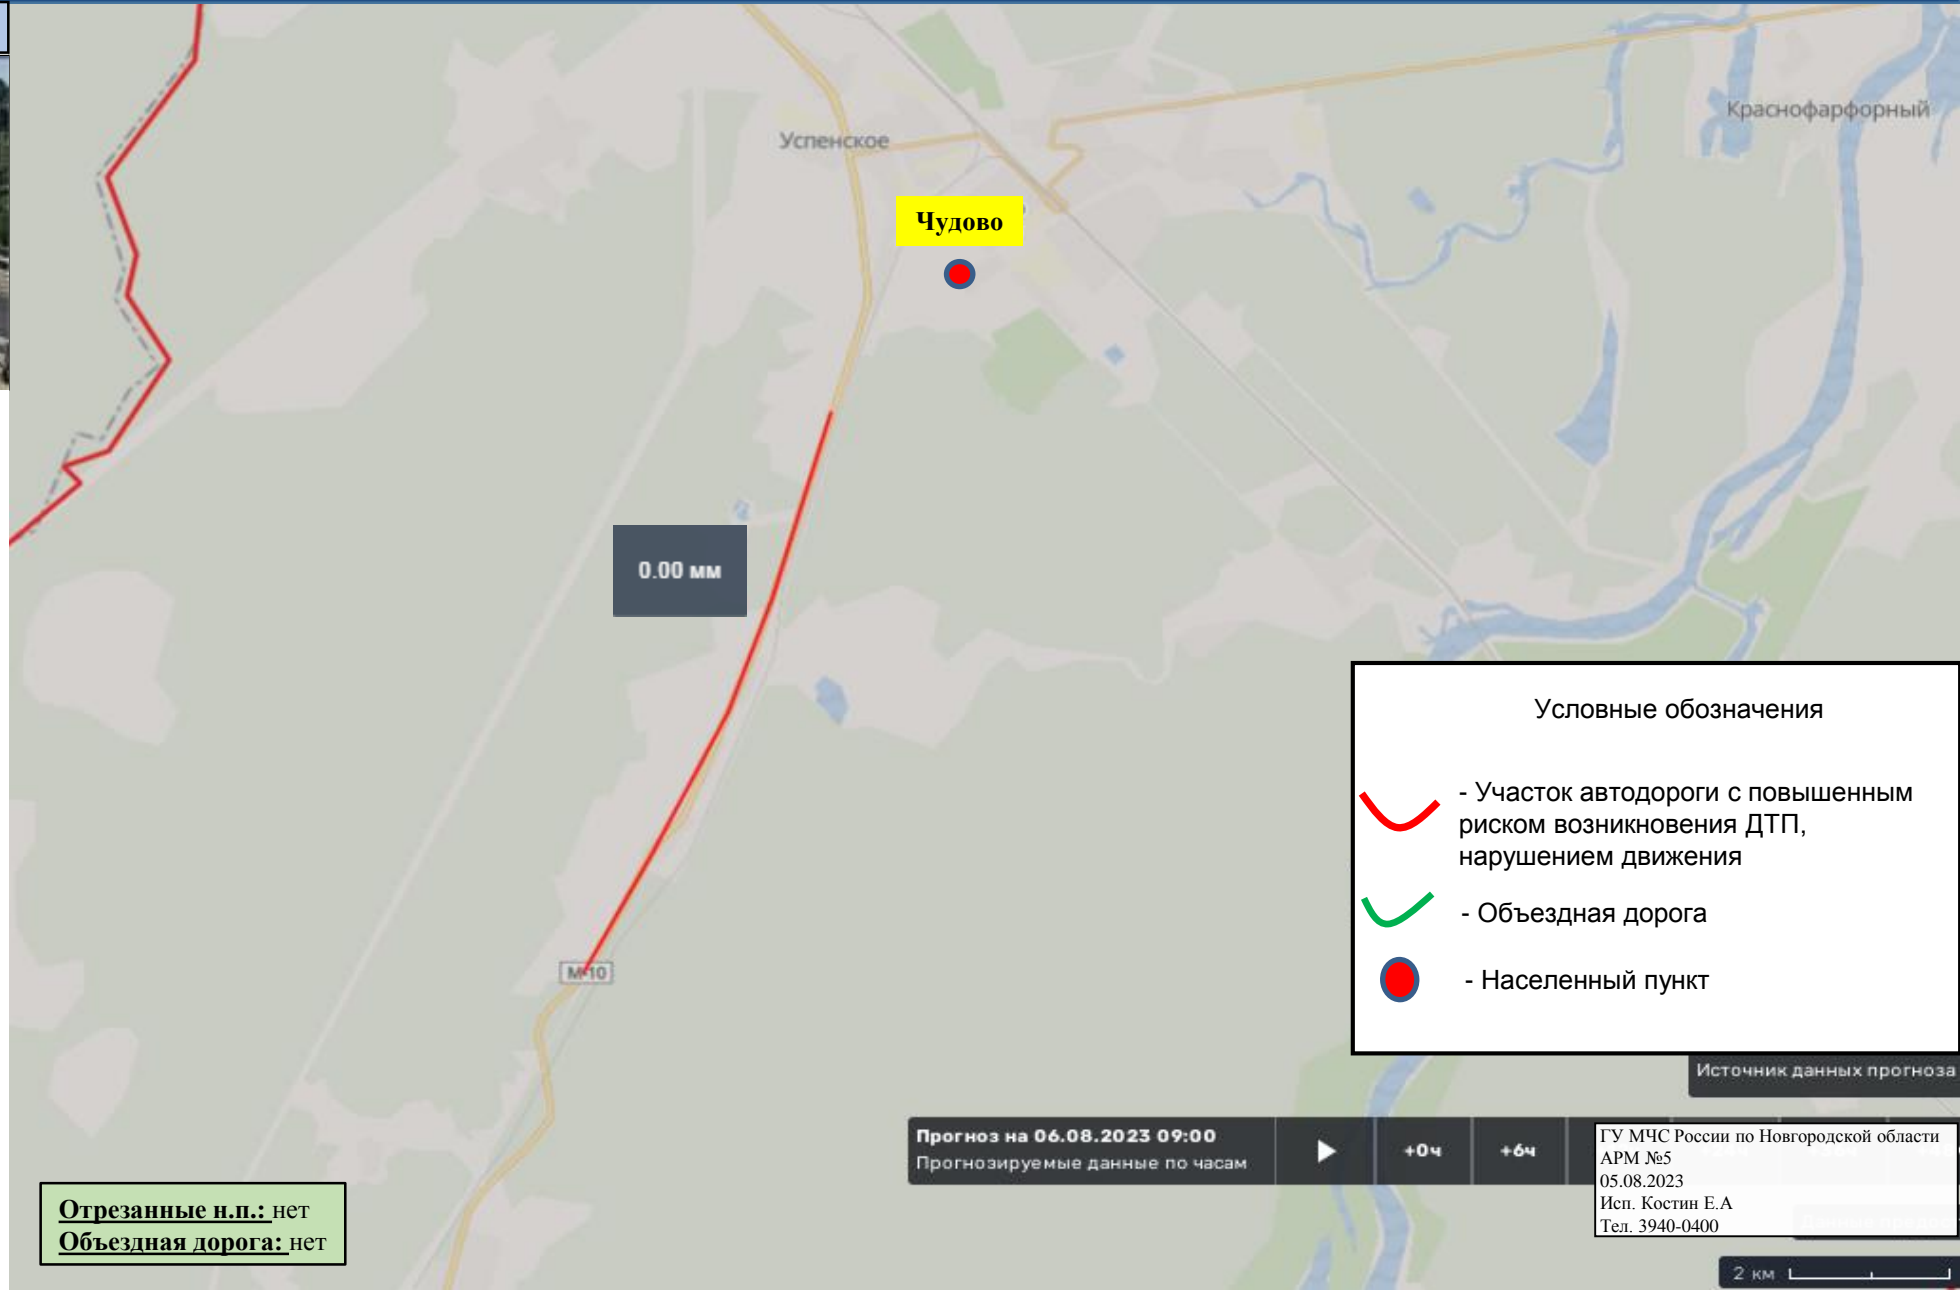 Краснофарфорный
Успенское
Чудово
0.00 мм
Условные обозначения
- Участок автодороги с повышенным
риском возникновения ДТП,
нарушением движения
- Объездная дорога
- Населенный пункт
М-10
Источник данных прогноза
Прогноз на 06.08.2023 09:00
Прогнозируемые данные по часам
+0ч
+6ч
ГУ МЧС России по Новгородской области
АРМ №5
05.08.2023
Исп. Костин Е.А
Тел. 3940-0400
Отрезанные н.п.: нет
Объездная дорога: нет
2 км